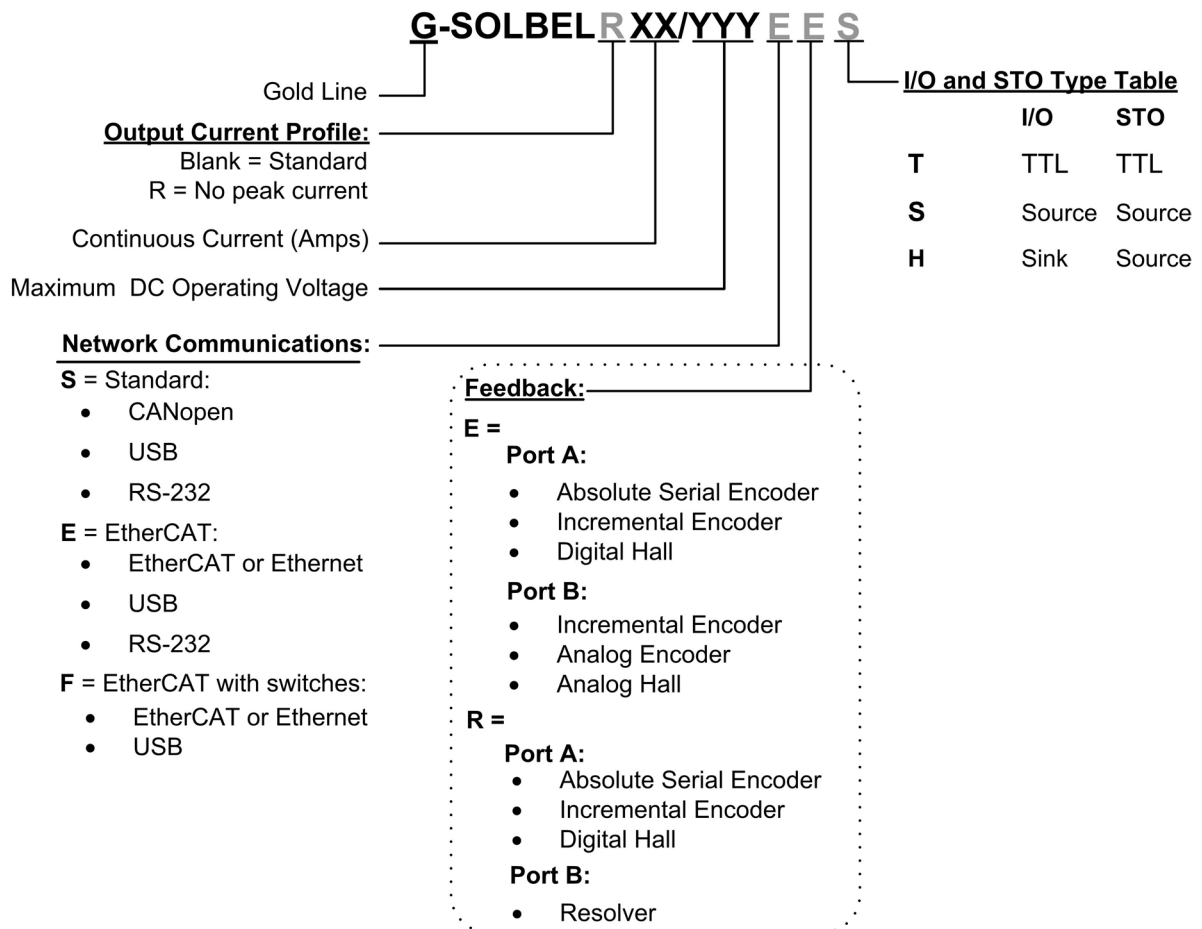 G-SOLBELRXX/YYYEES
Gold Line
Output Current Profile:
Blank = Standard
R = No peak current
Continuous Current (Amps)
Maximum DC Operating Voltage
Network Communications:
S = Standard:
• CANopen
• USB
• RS-232
E = EtherCAT:
• EtherCAT or Ethernet
• USB
• RS-232
F = EtherCAT with switches:
• EtherCAT or Ethernet
• USB
Feedback:
E =
Port A:
• Absolute Serial Encoder
• Incremental Encoder
• Digital Hall
Port B:
• Incremental Encoder
• Analog Encoder
• Analog Hall
R =
Port A:
• Absolute Serial Encoder
• Incremental Encoder
• Digital Hall
Port B:
• Resolver
I/O and STO Type Table
I/O STO
T TTL TTL
S Source Source
H Sink Source